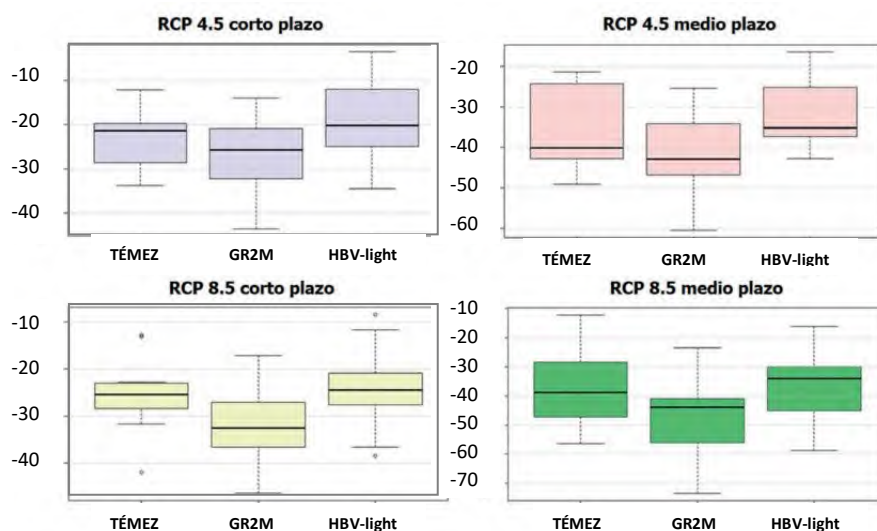 RCP 4.5 corto plazo
-10
-20
-30
-40
TÉMEZ GR2M HBV-light
RCP 4.5 medio plazo
-20
-30
-40
-50
-60
TÉMEZ GR2M HBV-light
RCP 8.5 corto plazo
-10
-20
-30
-40
TÉMEZ GR2M HBV-light
RCP 8.5 medio plazo
-10
-20
-30
-40
-50
-60
-70
TÉMEZ GR2M HBV-light